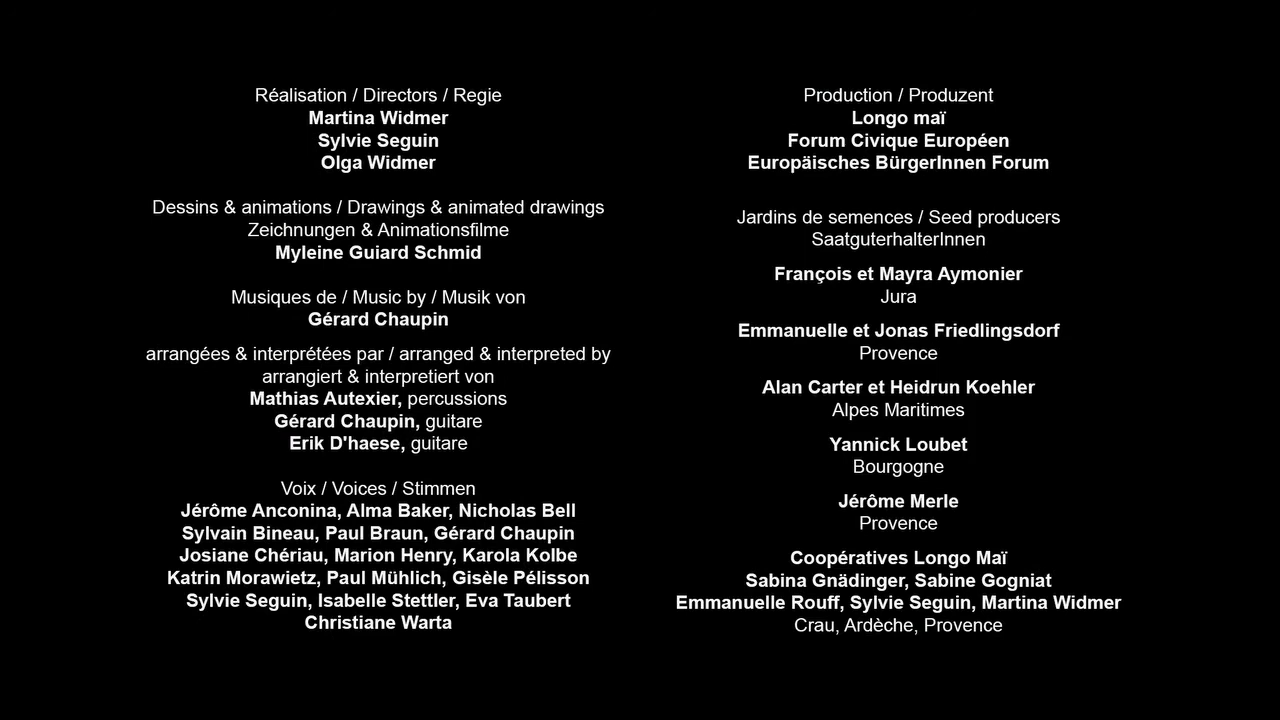 Réalisation / Directors / Regie
Martina Widmer
Sylvie Seguin
Olga Widmer
Dessins & animations / Drawings & animated drawings
Zeichnungen & Animationsfilme
Myleine Guiard Schmid
Musiques de / Music by / Musik von
Gérard Chaupin
arrangées & interprétées par / arranged & interpreted by
arrangiert & interpretiert von
Mathias Autexier, percussions
Gérard Chaupin, guitare
Erik D'haese, guitare
Voix / Voices / Stimmen
Jérôme Anconina, Alma Baker, Nicholas Bell
Sylvain Bineau, Paul Braun, Gérard Chaupin
Josiane Chériau, Marion Henry, Karola Kolbe
Katrin Morawietz, Paul Mühlich, Gisèle Pélisson
Sylvie Seguin, Isabelle Stettler, Eva Taubert
Christiane Warta
Production / Produzent
Longo maï
Forum Civique Européen
Europäisches BürgerInnen Forum
Jardins de semences / Seed producers
SaatguterhalterInnen
François et Mayra Aymonier
Jura
Emmanuelle et Jonas Friedlingsdorf
Provence
Alan Carter et Heidrun Koehler
Alpes Maritimes
Yannick Loubet
Bourgogne
Jérôme Merle
Provence
Coopératives Longo Maï
Sabina Gnädinger, Sabine Gogniat
Emmanuelle Rouff, Sylvie Seguin, Martina Widmer
Crau, Ardèche, Provence